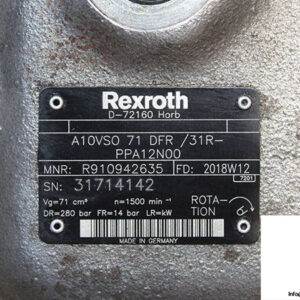 Rexroth
D-72160 Horb
A10VSO 71 DFR /31R-
PPA12N00
MNR: R910942635 FD: 2018W12
7201
SN: 31714142
Vg=71 cm³ n=1500 min⁻¹ ROTA-
DR=280 bar FR=14 bar LR=kW TION
MADE IN GERMANY